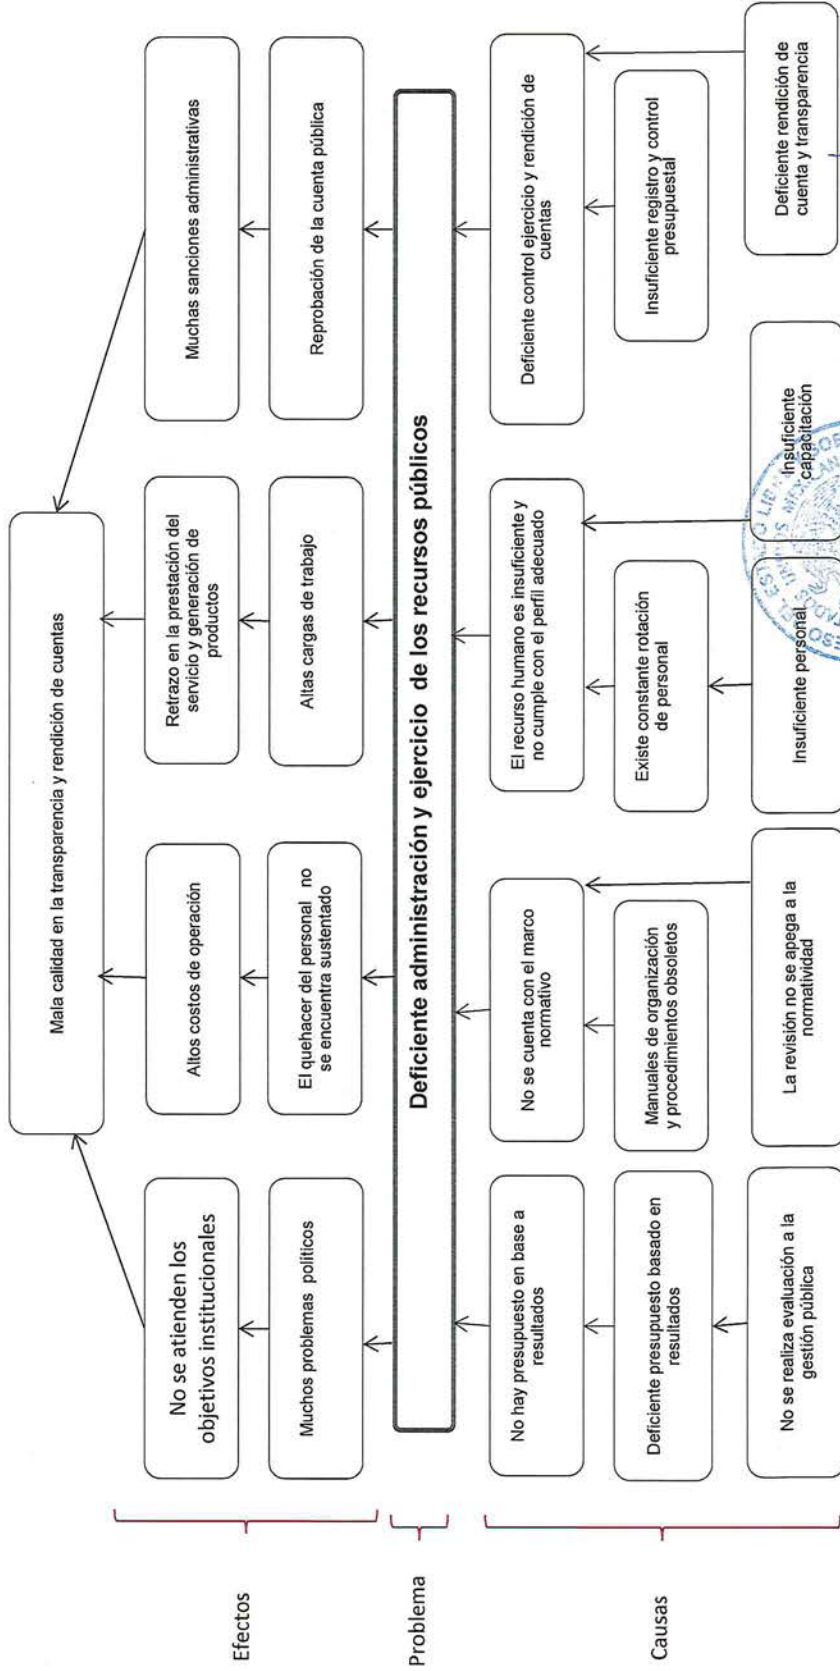 Mala calidad en la transparencia y rendición de cuentas
Efectos
No se atienden los
objetivos institucionales
Altos costos de operación
Retrazo en la prestación del
servicio y generación de
productos
Muchas sanciones administrativas
Muchos problemas políticos
El quehacer del personal no
se encuentra sustentado
Altas cargas de trabajo
Reprobación de la cuenta pública
Problema
Deficiente administración y ejercicio de los recursos públicos
Causas
No hay presupuesto en base a
resultados
No se cuenta con el marco
normativo
El recurso humano es insuficiente y
no cumple con el perfil adecuado
Deficiente control ejercicio y rendición de
cuentas
Deficiente presupuesto basado en
resultados
Manuales de organización
y procedimientos obsoletos
Existe constante rotación
de personal
Insuficiente registro y control
presupuestal
No se realiza evaluación a la
gestión pública
La revisión no se apega a la
normatividad
Insuficiente personal
Insuficiente
capacitación
Deficiente rendición de
cuenta y transparencia